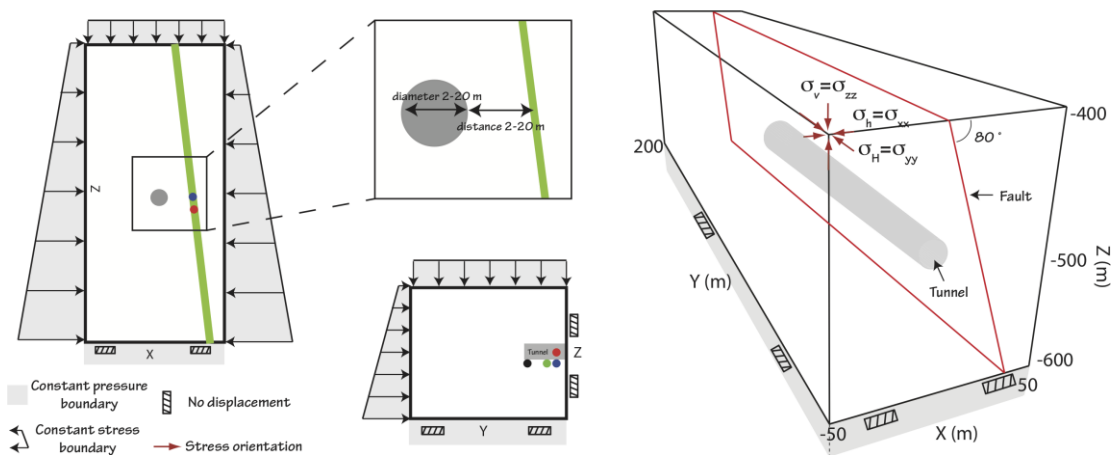 diameter 2-20 m
distance 2-20 m
Z
X
Tunnel
Z
Y
Constant pressure
boundary
No displacement
Constant stress
boundary
Stress orientation
σv=σzz
σh=σxx
σH=σyy
80°
-400
200
Fault
Y (m)
-500
Z (m)
Tunnel
-600
50
-50
X (m)